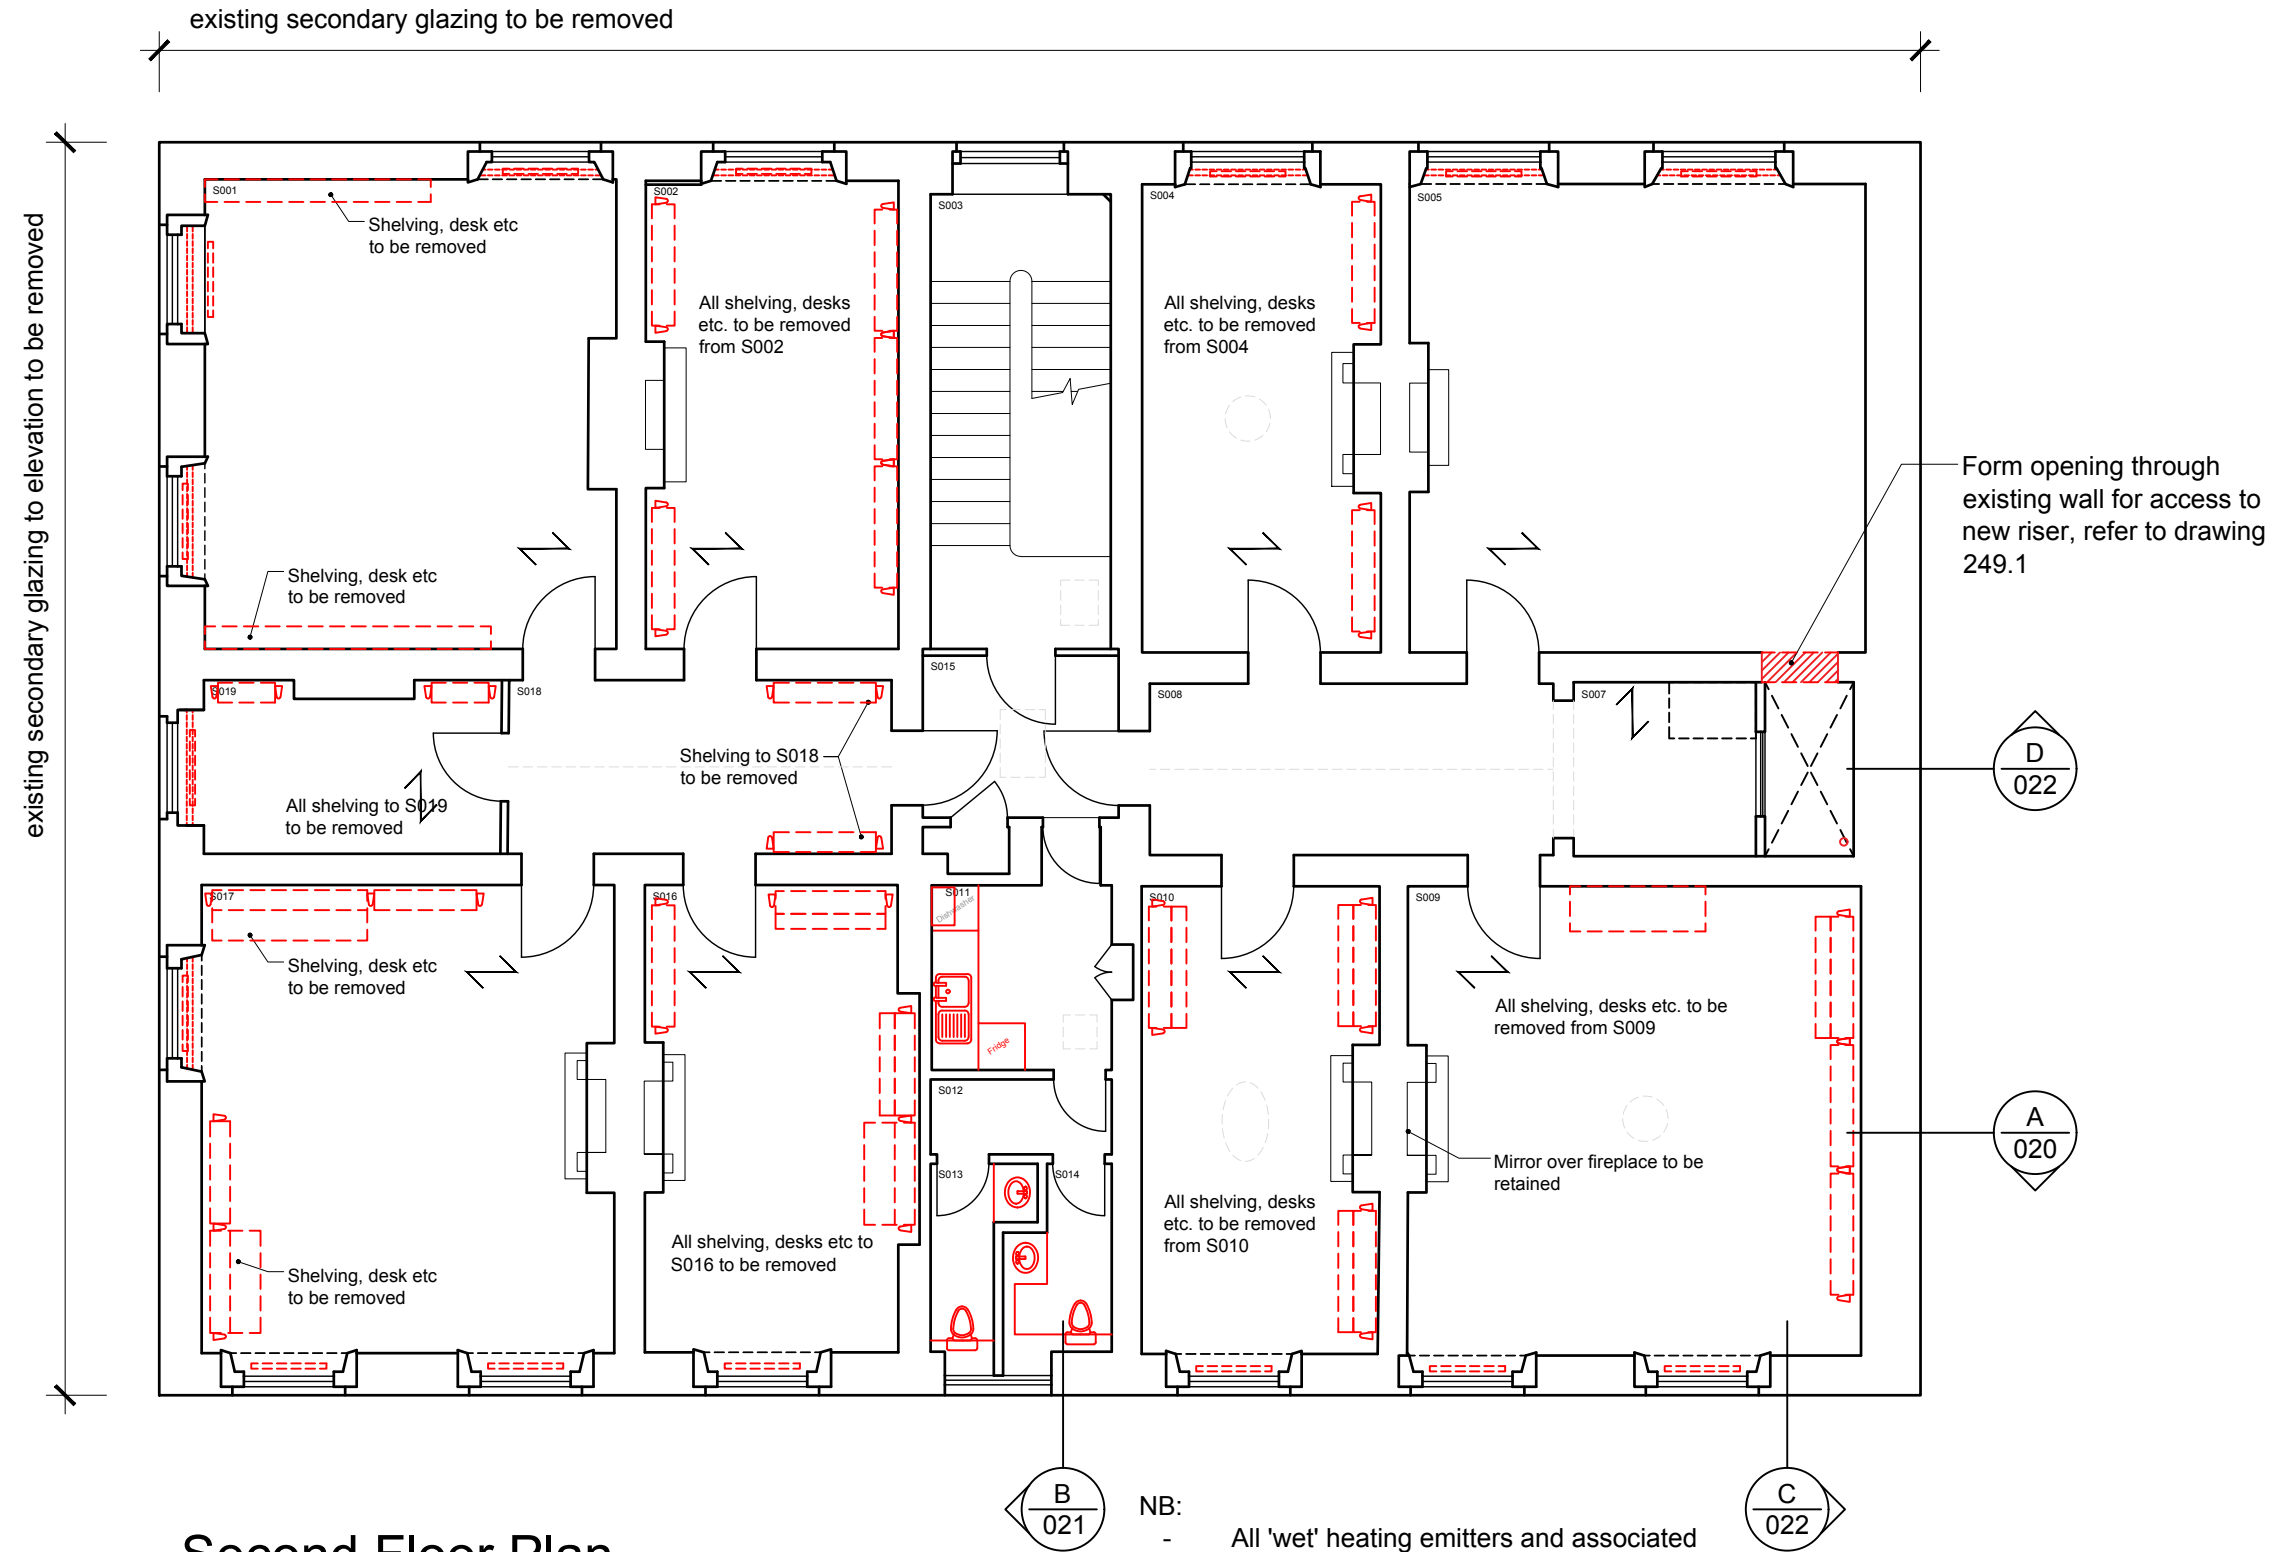 existing secondary glazing to be removed
existing secondary glazing to elevation to be removed
S001
Shelving, desk etc
to be removed
S002
All shelving, desks
etc. to be removed
from S002
S003
S004
All shelving, desks
etc. to be removed
from S004
S005
Form opening through
existing wall for access to
new riser, refer to drawing
249.1
Shelving, desk etc
to be removed
S019
S018
S015
S008
S007
Shelving to S018
to be removed
All shelving to S019
to be removed
D
022
S017
S016
S011
Dishwasher
S010
S009
Shelving, desk etc
to be removed
Fridge
All shelving, desks etc. to be
removed from S009
S012
A
020
Mirror over fireplace to be
retained
S013
S014
All shelving, desks
etc. to be removed
from S010
All shelving, desks etc to
S016 to be removed
Shelving, desk etc
to be removed
B
021
C
022
NB:
- All 'wet' heating emitters and associated
Second Floor Plan